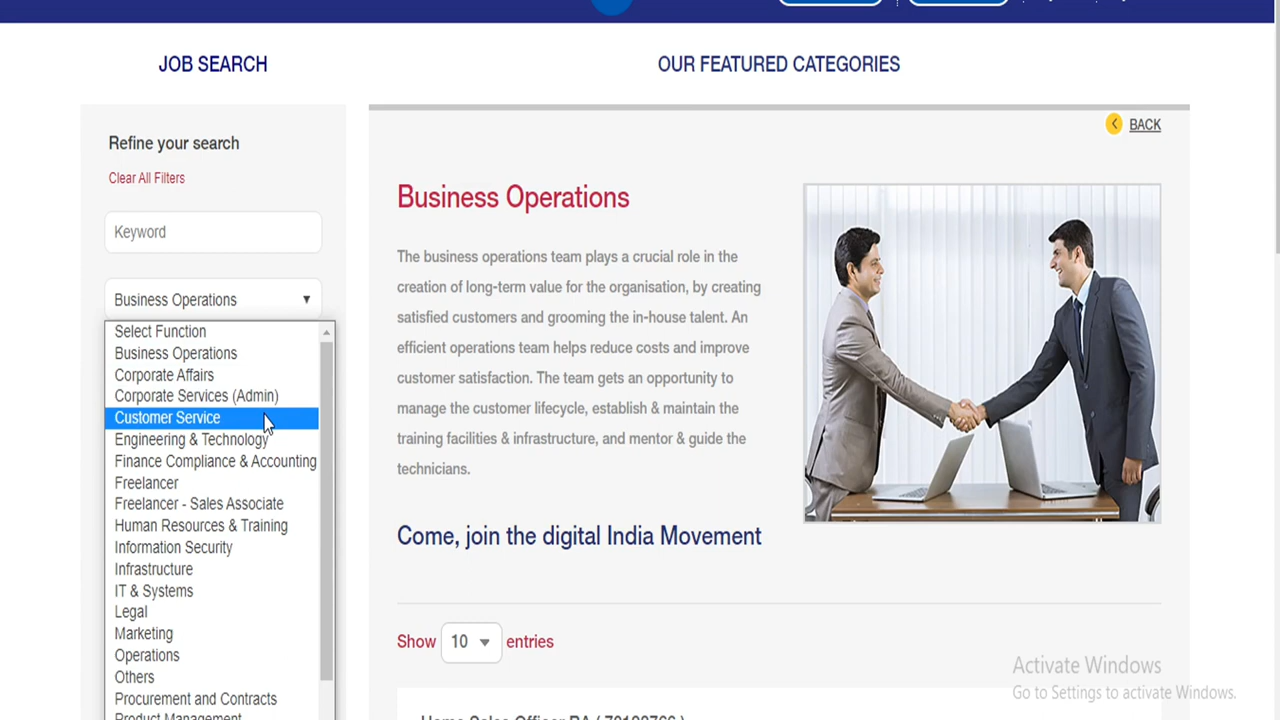 JOB SEARCH
OUR FEATURED CATEGORIES
Refine your search
Clear All Filters
Keyword
Business Operations
Select Function
Business Operations
Corporate Affairs
Corporate Services (Admin)
Customer Service
Engineering & Technology
Finance Compliance & Accounting
Freelancer
Freelancer - Sales Associate
Human Resources & Training
Information Security
Infrastructure
IT & Systems
Legal
Marketing
Operations
Others
Procurement and Contracts
Product Management
BACK
Business Operations
The business operations team plays a crucial role in the
creation of long-term value for the organisation, by creating
satisfied customers and grooming the in-house talent. An
efficient operations team helps reduce costs and improve
customer satisfaction. The team gets an opportunity to
manage the customer lifecycle, establish & maintain the
training facilities & infrastructure, and mentor & guide the
technicians.
Come, join the digital India Movement
Show 10 entries
Home Sales Officer
Activate Windows
Go to Settings to activate Windows.